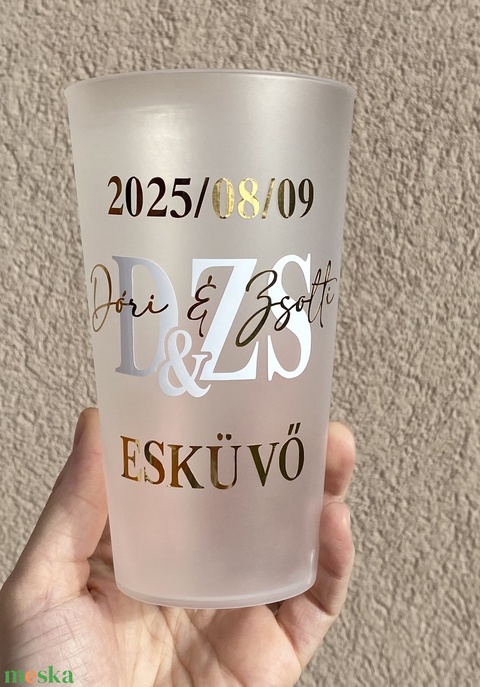 2025/08/09
D&ZS
Dóri & Zsolti
ESKÜVŐ
meska